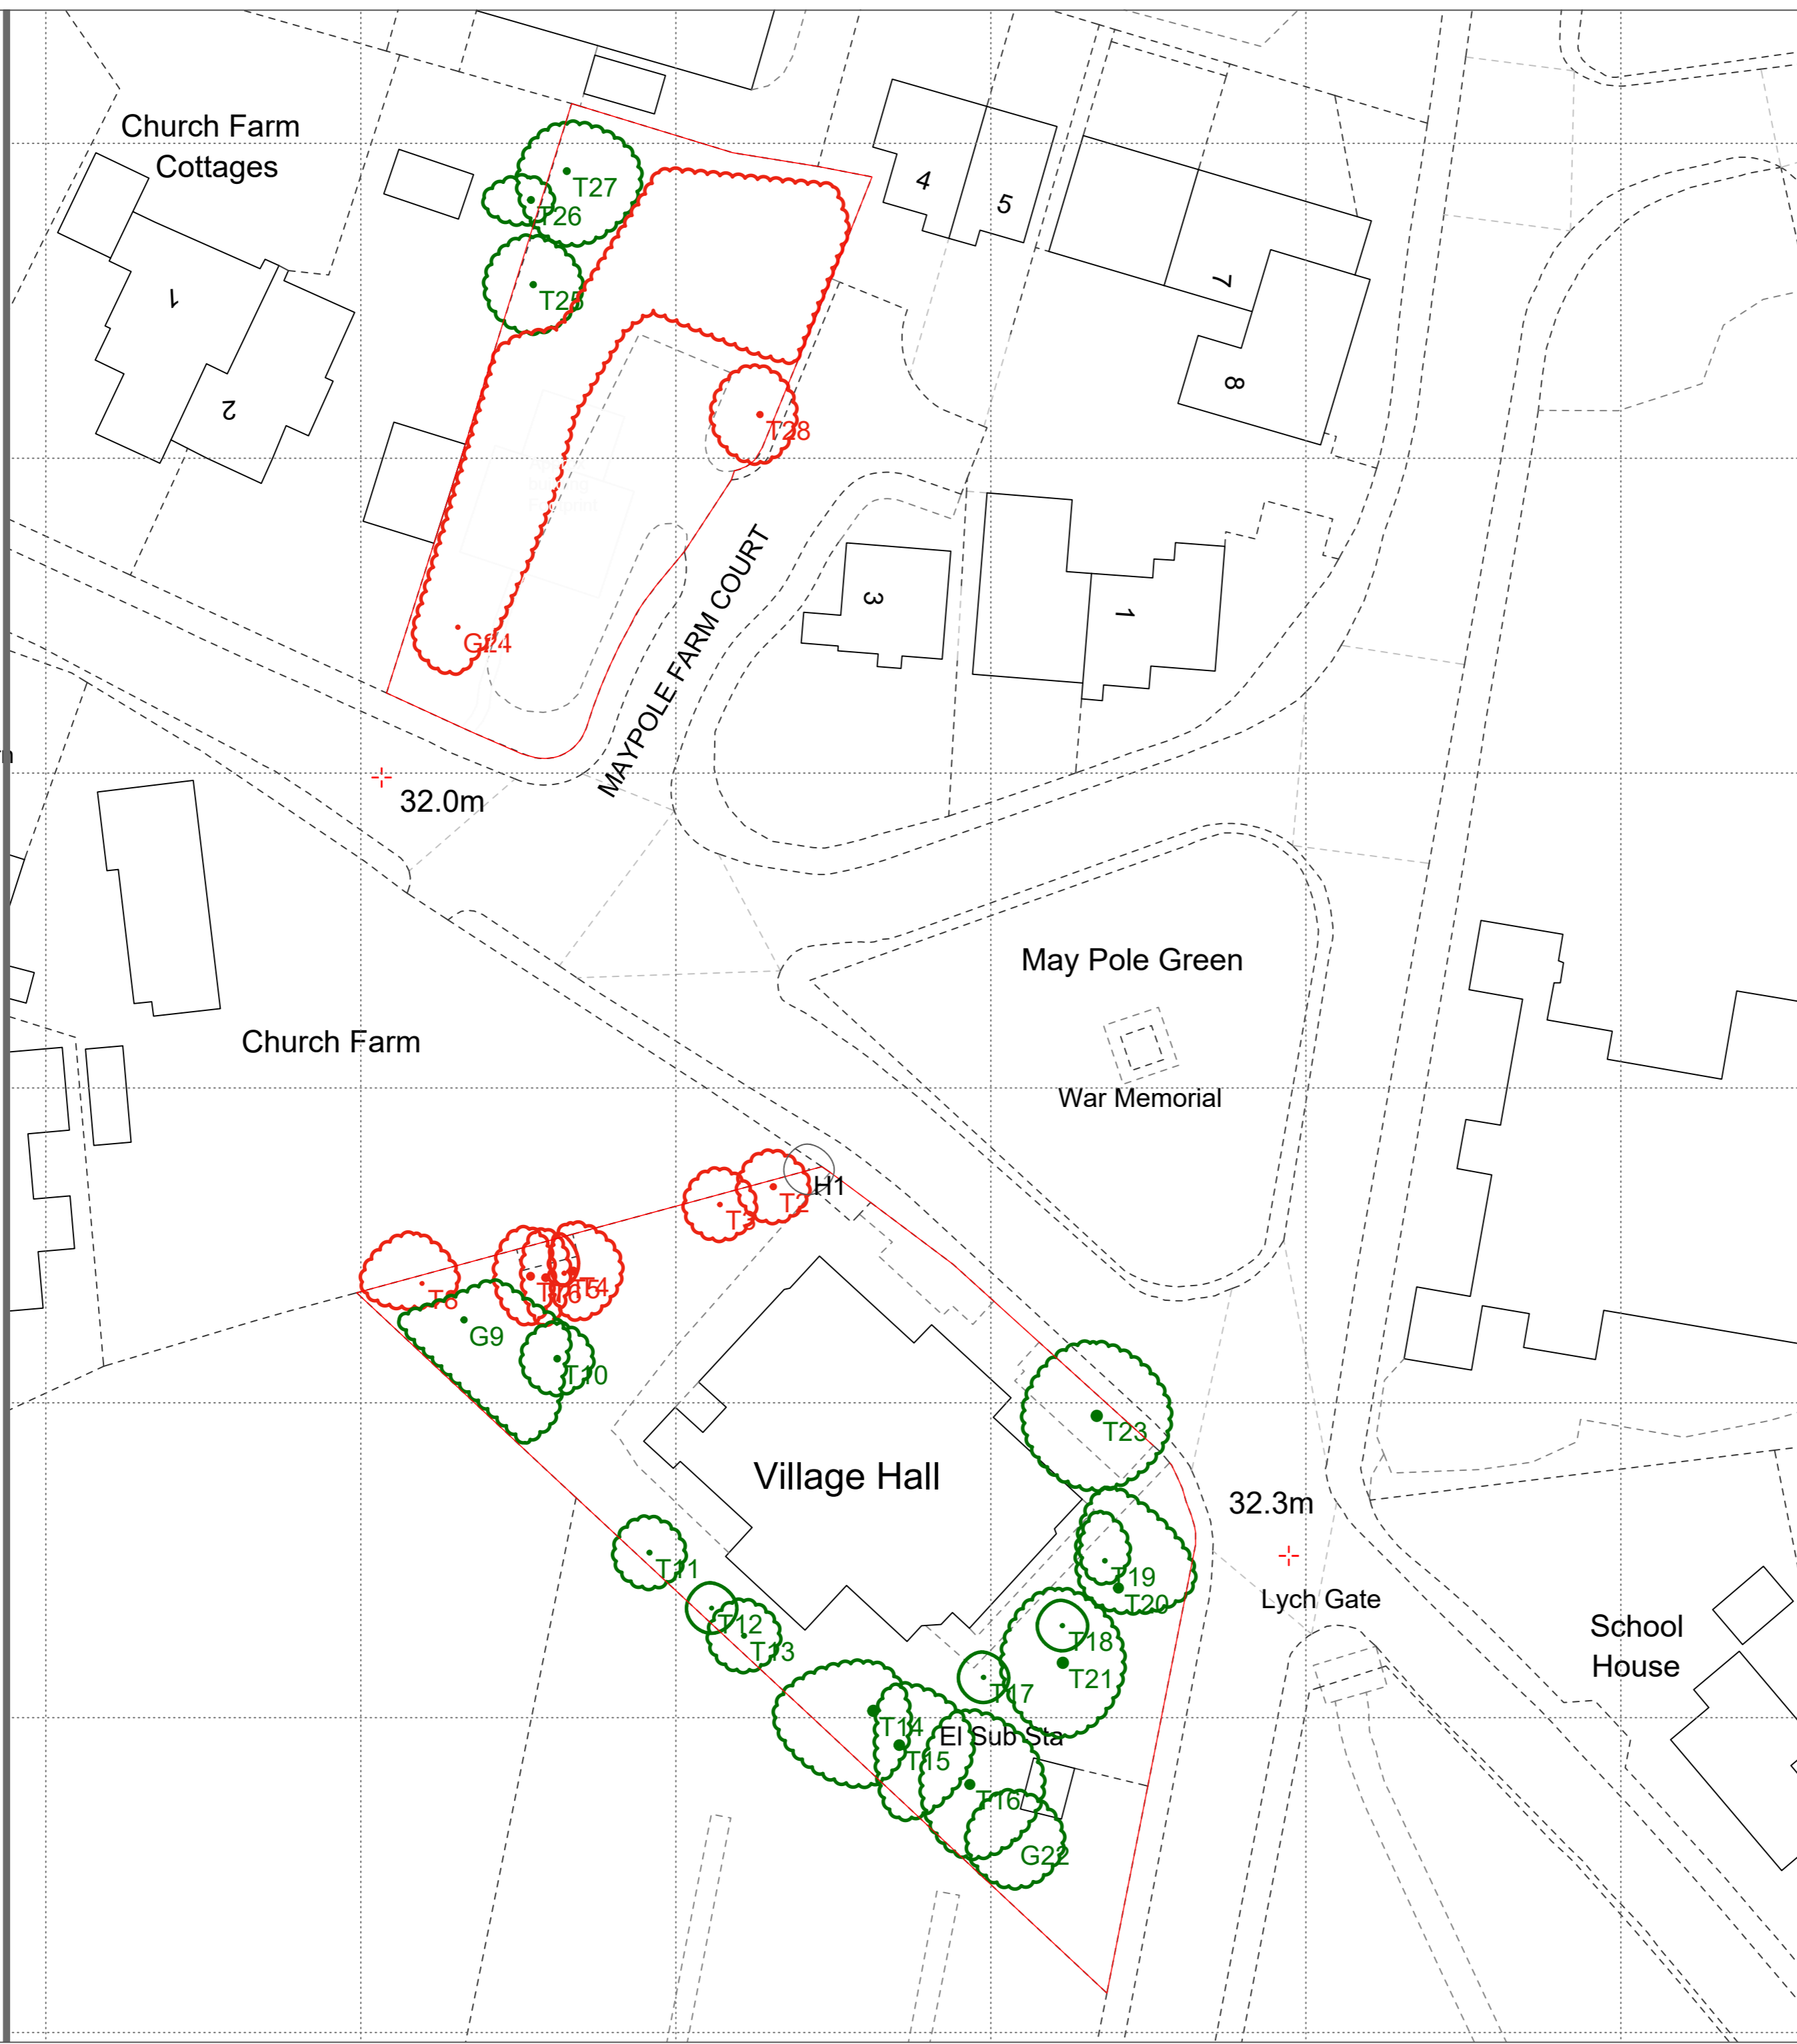 Church Farm
Cottages
T27
T26
T25
4
5
7
8
1
2
T28
3
1
G24
MAYPOLE FARM COURT
32.0m
May Pole Green
War Memorial
Church Farm
H1
T2
T3
T4
T8
G9
T10
T23
Village Hall
32.3m
T11
T19
T20
Lych Gate
T12
T13
T18
T21
School
House
T17
T14
El Sub Sta
T15
T16
G22